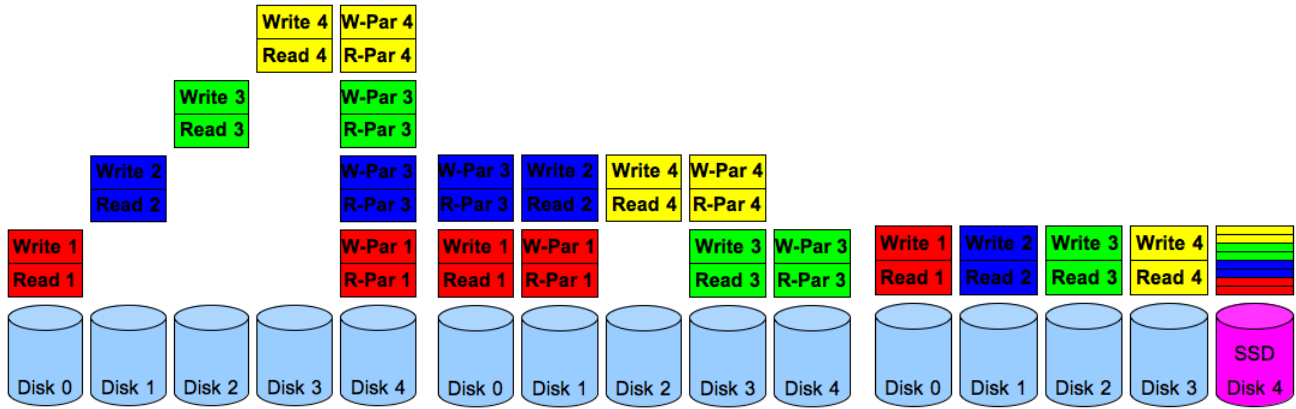 Write 4 W-Par 4
Read 4 R-Par 4
Write 3 W-Par 3
Read 3 R-Par 3
Write 2 W-Par 3 W-Par 3 Write 2 Write 4 W-Par 4
Read 2 R-Par 3 R-Par 3 Read 2 Read 4 R-Par 4
Write 1 W-Par 1 Write 1 W-Par 1 Write 3 W-Par 3 Write 1 Write 2 Write 3 Write 4
Read 1 R-Par 1 Read 1 R-Par 1 Read 3 R-Par 3 Read 1 Read 2 Read 3 Read 4
SSD
Disk 0 Disk 1 Disk 2 Disk 3 Disk 4 Disk 0 Disk 1 Disk 2 Disk 3 Disk 4 Disk 0 Disk 1 Disk 2 Disk 3 Disk 4